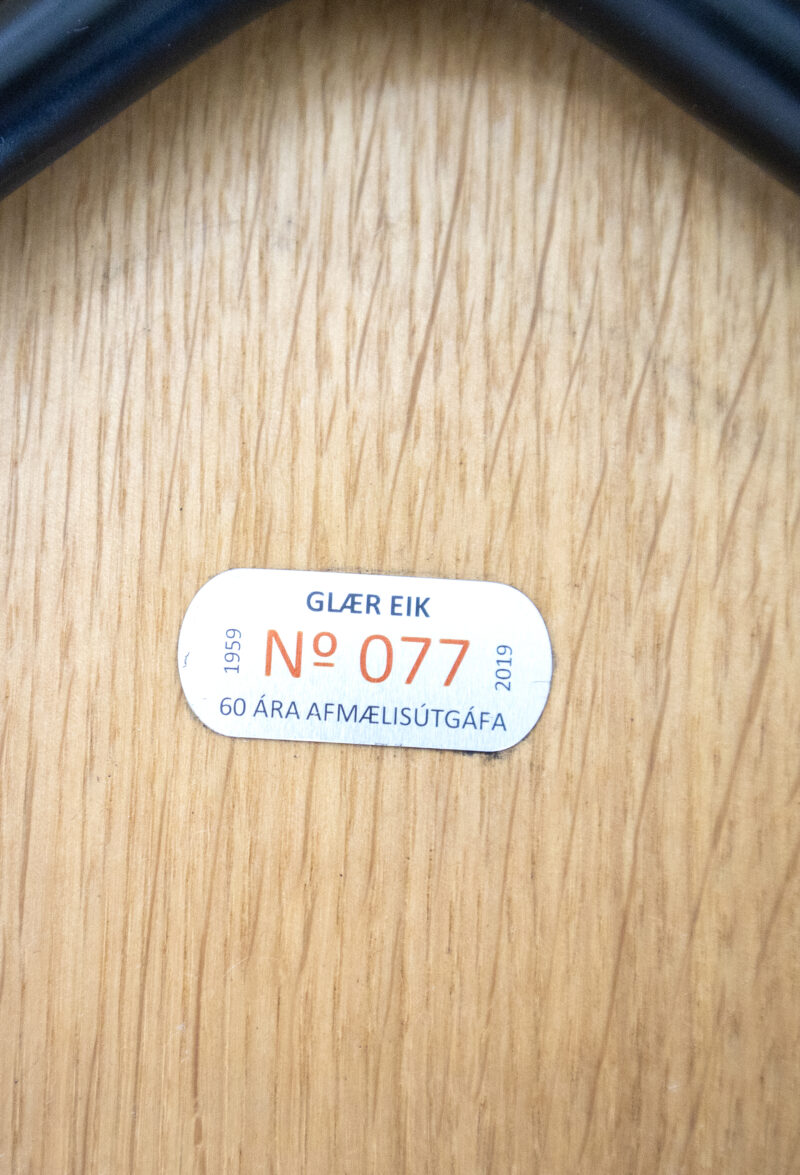 GLÆR EIK
1959
Nº 077
2019
60 ÁRA AFMÆLISÚTGÁFA